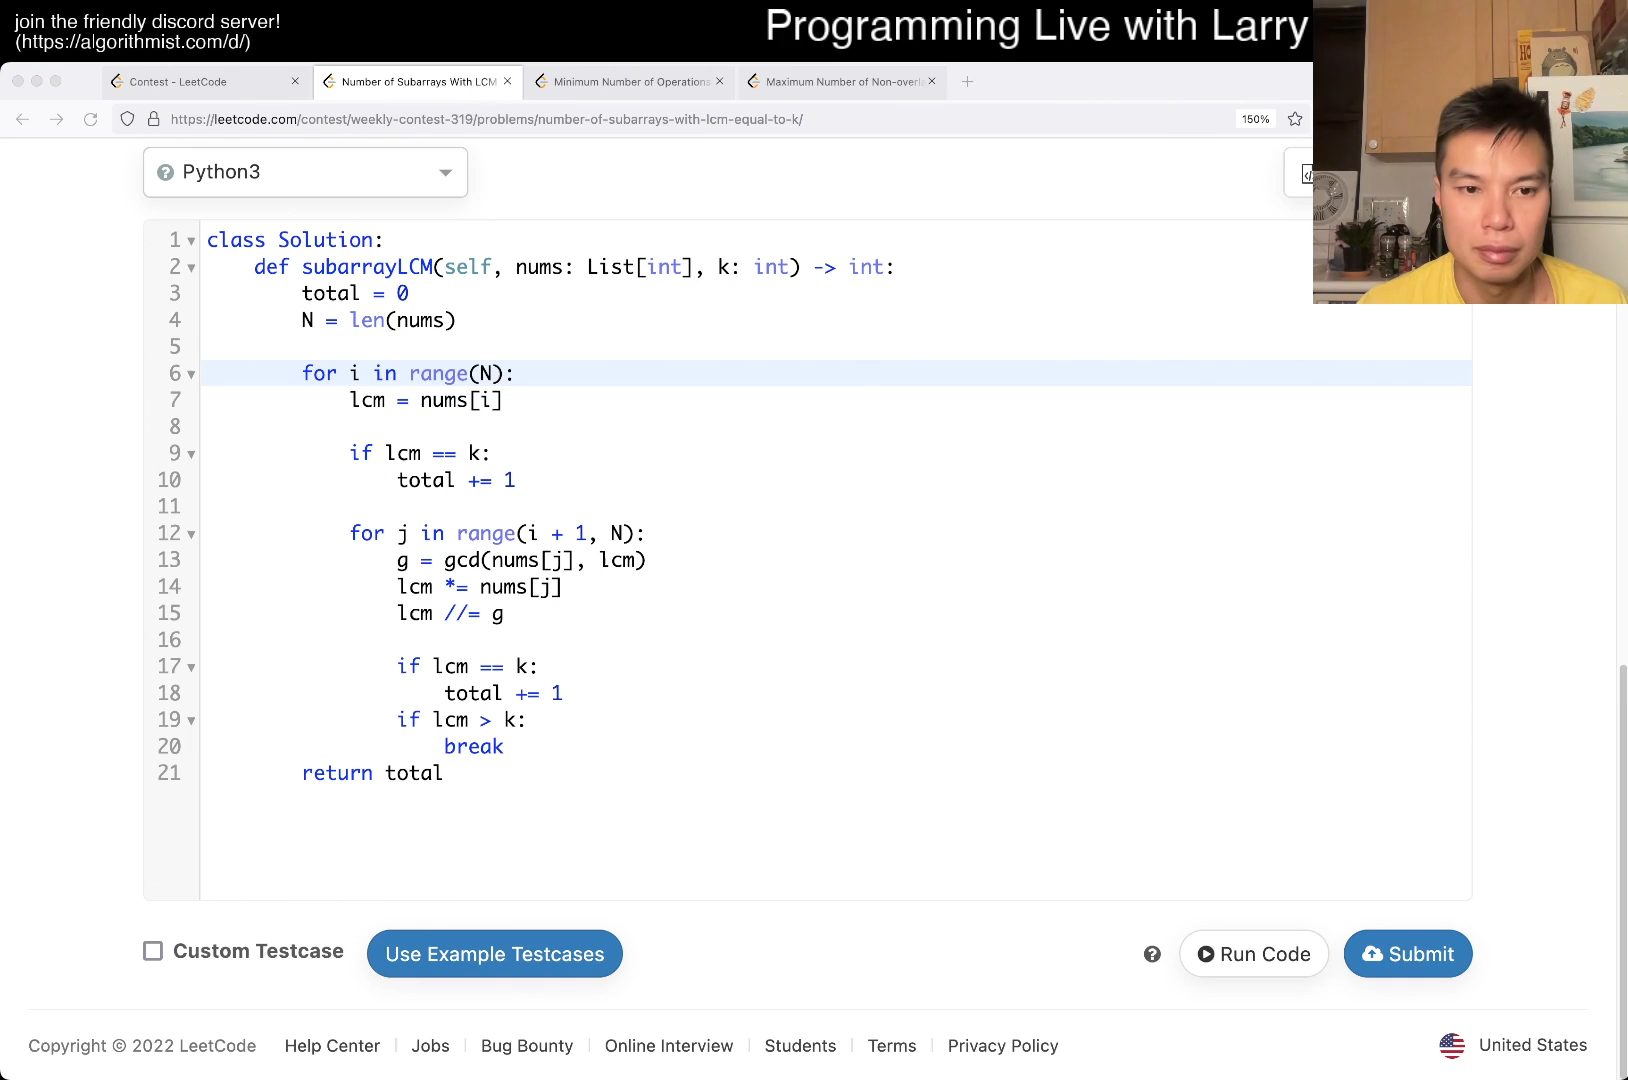 join the friendly discord server!
(https://algorithmist.com/d/)
Programming Live with Larry
Contest - LeetCode
Number of Subarrays With LCM
Minimum Number of Operations
Maximum Number of Non-overl
https://leetcode.com/contest/weekly-contest-319/problems/number-of-subarrays-with-lcm-equal-to-k/
150%
Python3
1 class Solution:
2     def subarrayLCM(self, nums: List[int], k: int) -> int:
3         total = 0
4         N = len(nums)
5
6         for i in range(N):
7             lcm = nums[i]
8
9             if lcm == k:
10                 total += 1
11
12             for j in range(i + 1, N):
13                 g = gcd(nums[j], lcm)
14                 lcm *= nums[j]
15                 lcm //= g
16
17                 if lcm == k:
18                     total += 1
19                 if lcm > k:
20                     break
21         return total
Custom Testcase
Use Example Testcases
Run Code
Submit
Copyright © 2022 LeetCode
Help Center
Jobs
Bug Bounty
Online Interview
Students
Terms
Privacy Policy
United States